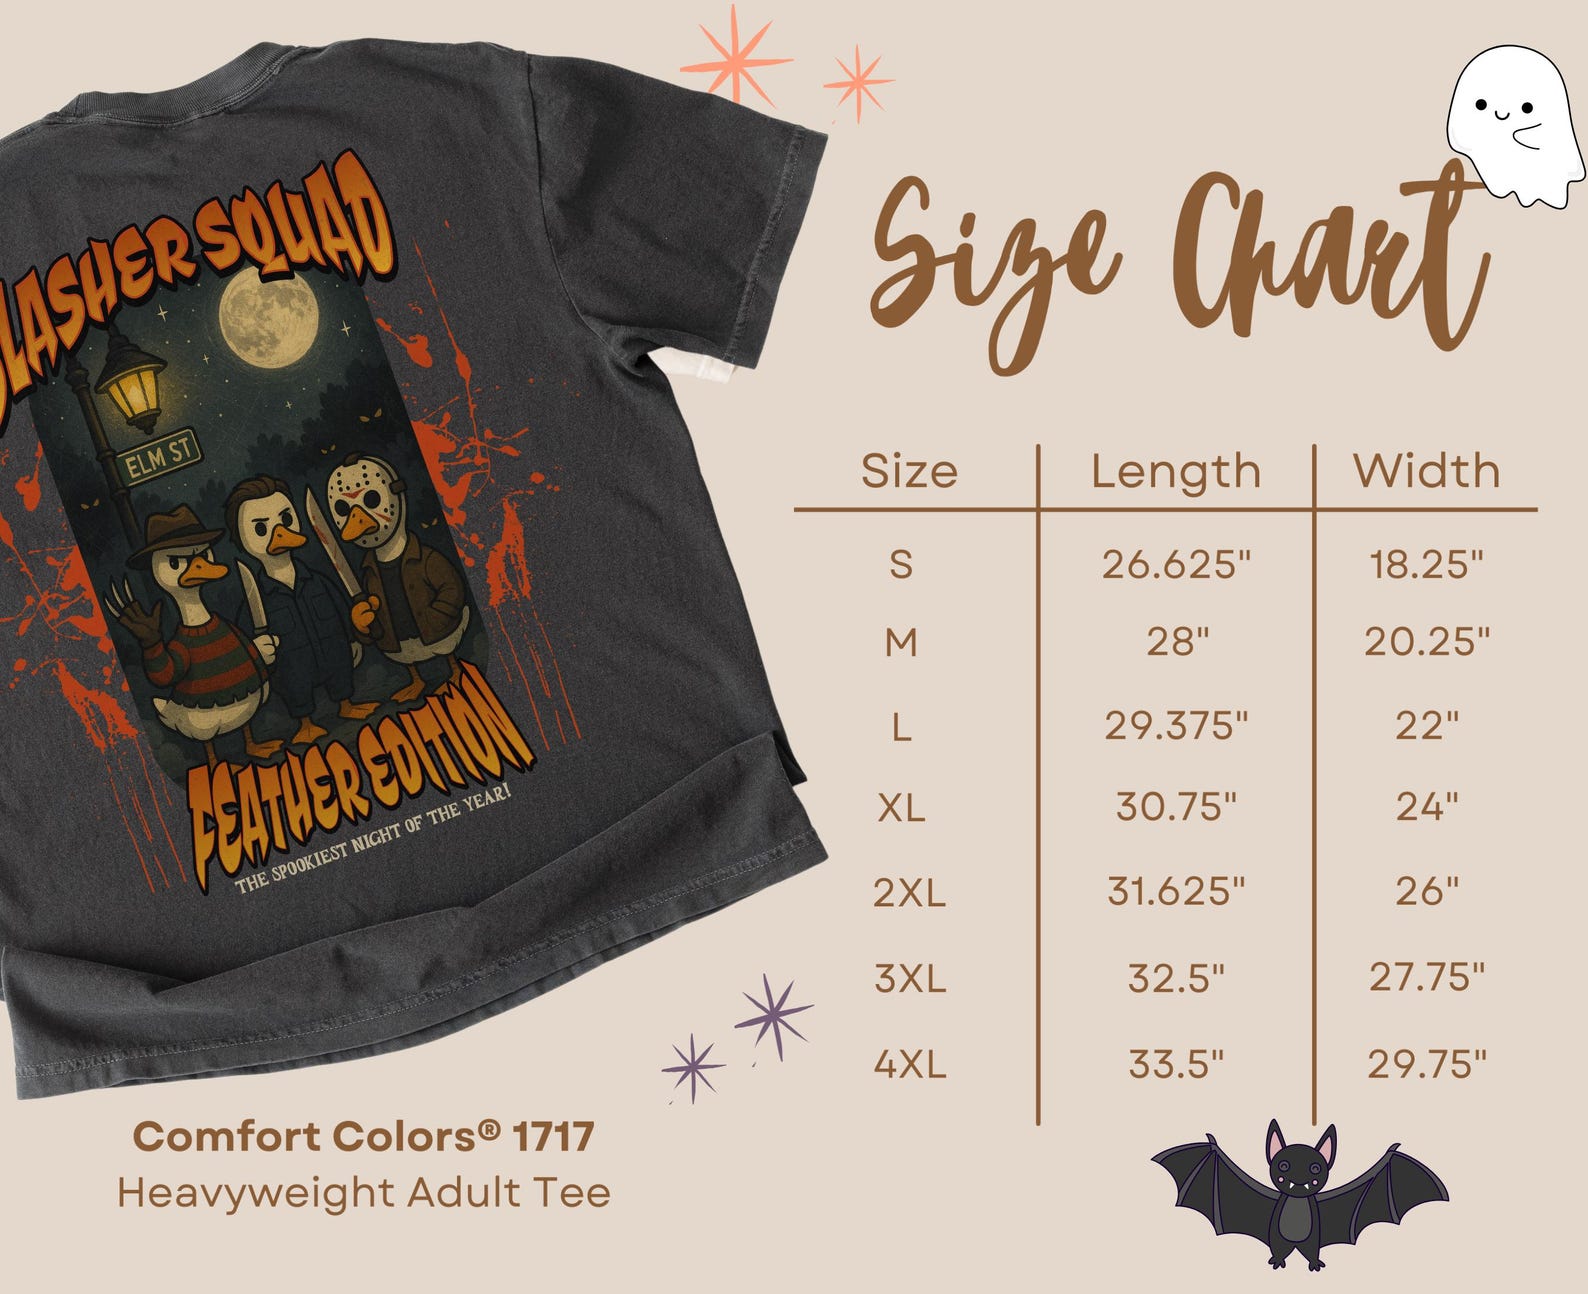 SLASHER SQUAD
ELM ST
FEATHER EDITION
THE SPOOKIEST NIGHT OF THE YEAR!
Comfort Colors® 1717
Heavyweight Adult Tee
Size Chart
Size Length Width
S 26.625" 18.25"
M 28" 20.25"
L 29.375" 22"
XL 30.75" 24"
2XL 31.625" 26"
3XL 32.5" 27.75"
4XL 33.5" 29.75"